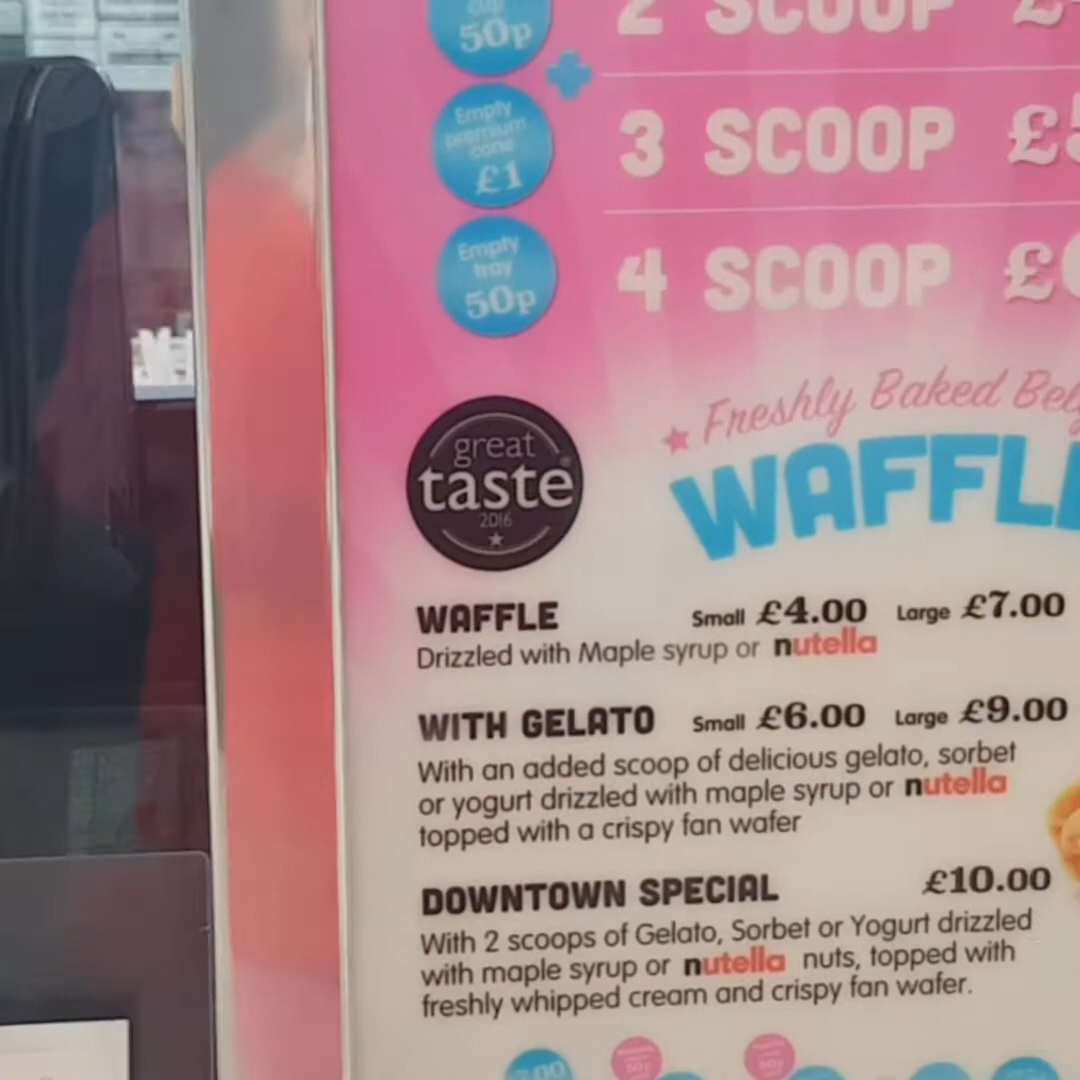 cup
50p
2 SCOOP
Empty
premium
cone
£1
3 SCOOP £5
Empty
tray
50p
4 SCOOP £
great
taste
2016
Freshly Baked Bel
WAFFLE
WAFFLE Small £4.00 Large £7.00
Drizzled with Maple syrup or nutella
WITH GELATO Small £6.00 Large £9.00
With an added scoop of delicious gelato, sorbet
or yogurt drizzled with maple syrup or nutella
topped with a crispy fan wafer
DOWNTOWN SPECIAL £10.00
With 2 scoops of Gelato, Sorbet or Yogurt drizzled
with maple syrup or nutella nuts, topped with
freshly whipped cream and crispy fan wafer.